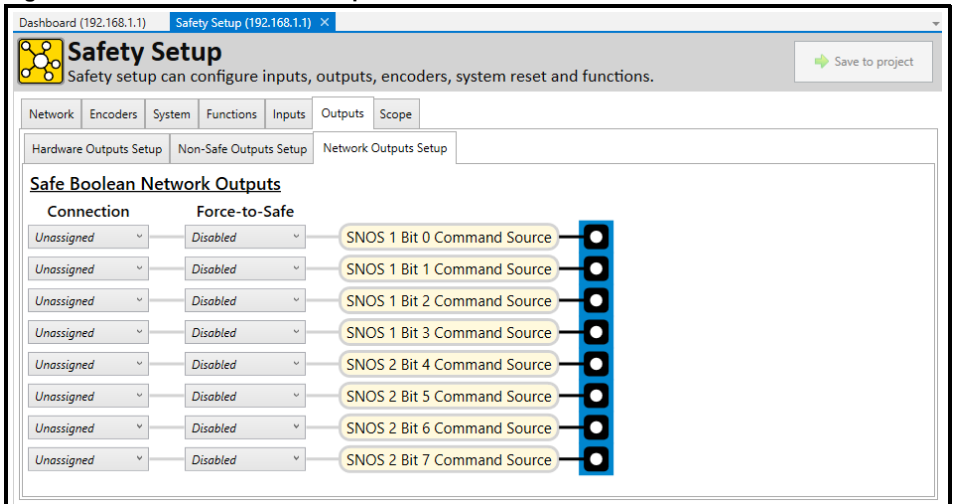 Dashboard (192.168.1.1) Safety Setup (192.168.1.1)
Safety Setup
Safety setup can configure inputs, outputs, encoders, system reset and functions.
Save to project
Network Encoders System Functions Inputs Outputs Scope
Hardware Outputs Setup Non-Safe Outputs Setup Network Outputs Setup
Safe Boolean Network Outputs
Connection Force-to-Safe
Unassigned Disabled SNOS 1 Bit 0 Command Source
Unassigned Disabled SNOS 1 Bit 1 Command Source
Unassigned Disabled SNOS 1 Bit 2 Command Source
Unassigned Disabled SNOS 1 Bit 3 Command Source
Unassigned Disabled SNOS 2 Bit 4 Command Source
Unassigned Disabled SNOS 2 Bit 5 Command Source
Unassigned Disabled SNOS 2 Bit 6 Command Source
Unassigned Disabled SNOS 2 Bit 7 Command Source